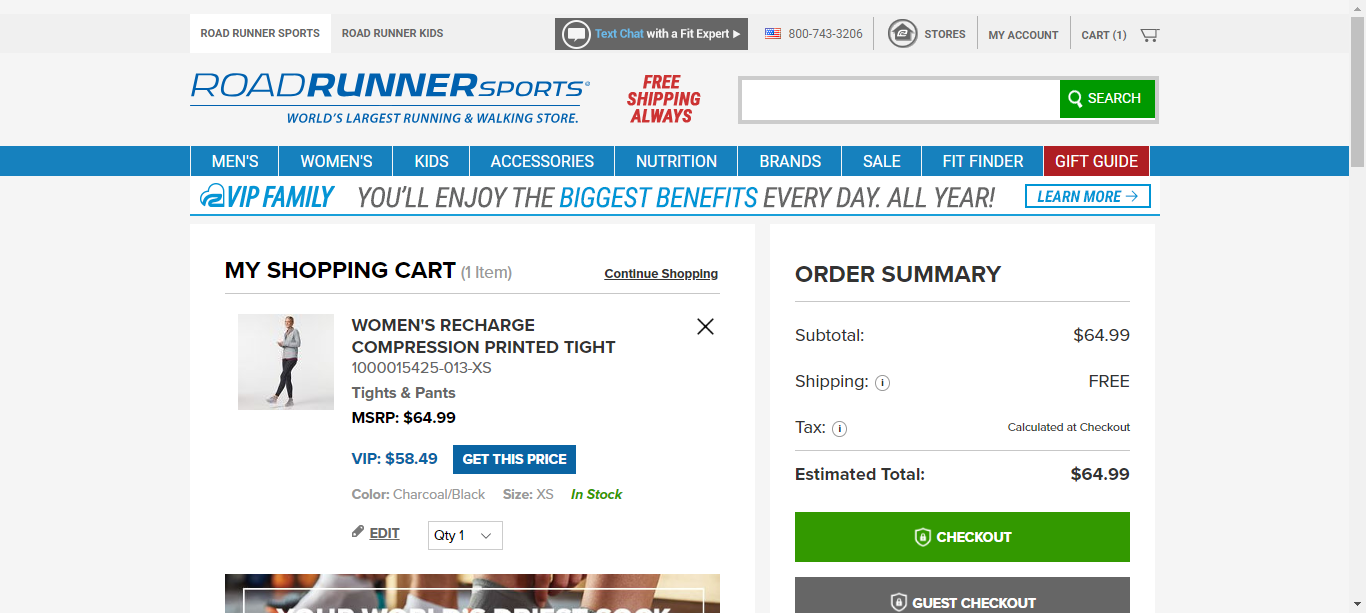 ROAD RUNNER SPORTS
ROAD RUNNER KIDS
Text Chat with a Fit Expert
800-743-3206
STORES
MY ACCOUNT
CART (1)
ROADRUNNERSPORTS®
WORLD'S LARGEST RUNNING & WALKING STORE.
FREE
SHIPPING
ALWAYS
SEARCH
MEN'S
WOMEN'S
KIDS
ACCESSORIES
NUTRITION
BRANDS
SALE
FIT FINDER
GIFT GUIDE
VIP FAMILY
YOU'LL ENJOY THE BIGGEST BENEFITS EVERY DAY. ALL YEAR!
LEARN MORE →
MY SHOPPING CART (1 Item)
Continue Shopping
WOMEN'S RECHARGE
COMPRESSION PRINTED TIGHT
1000015425-013-XS
Tights & Pants
MSRP: $64.99
VIP: $58.49
GET THIS PRICE
Color: Charcoal/Black
Size: XS
In Stock
EDIT
Qty 1
YOUR WORLD'S DRIEST SOCK
ORDER SUMMARY
Subtotal: $64.99
Shipping: i FREE
Tax: i Calculated at Checkout
Estimated Total: $64.99
CHECKOUT
GUEST CHECKOUT